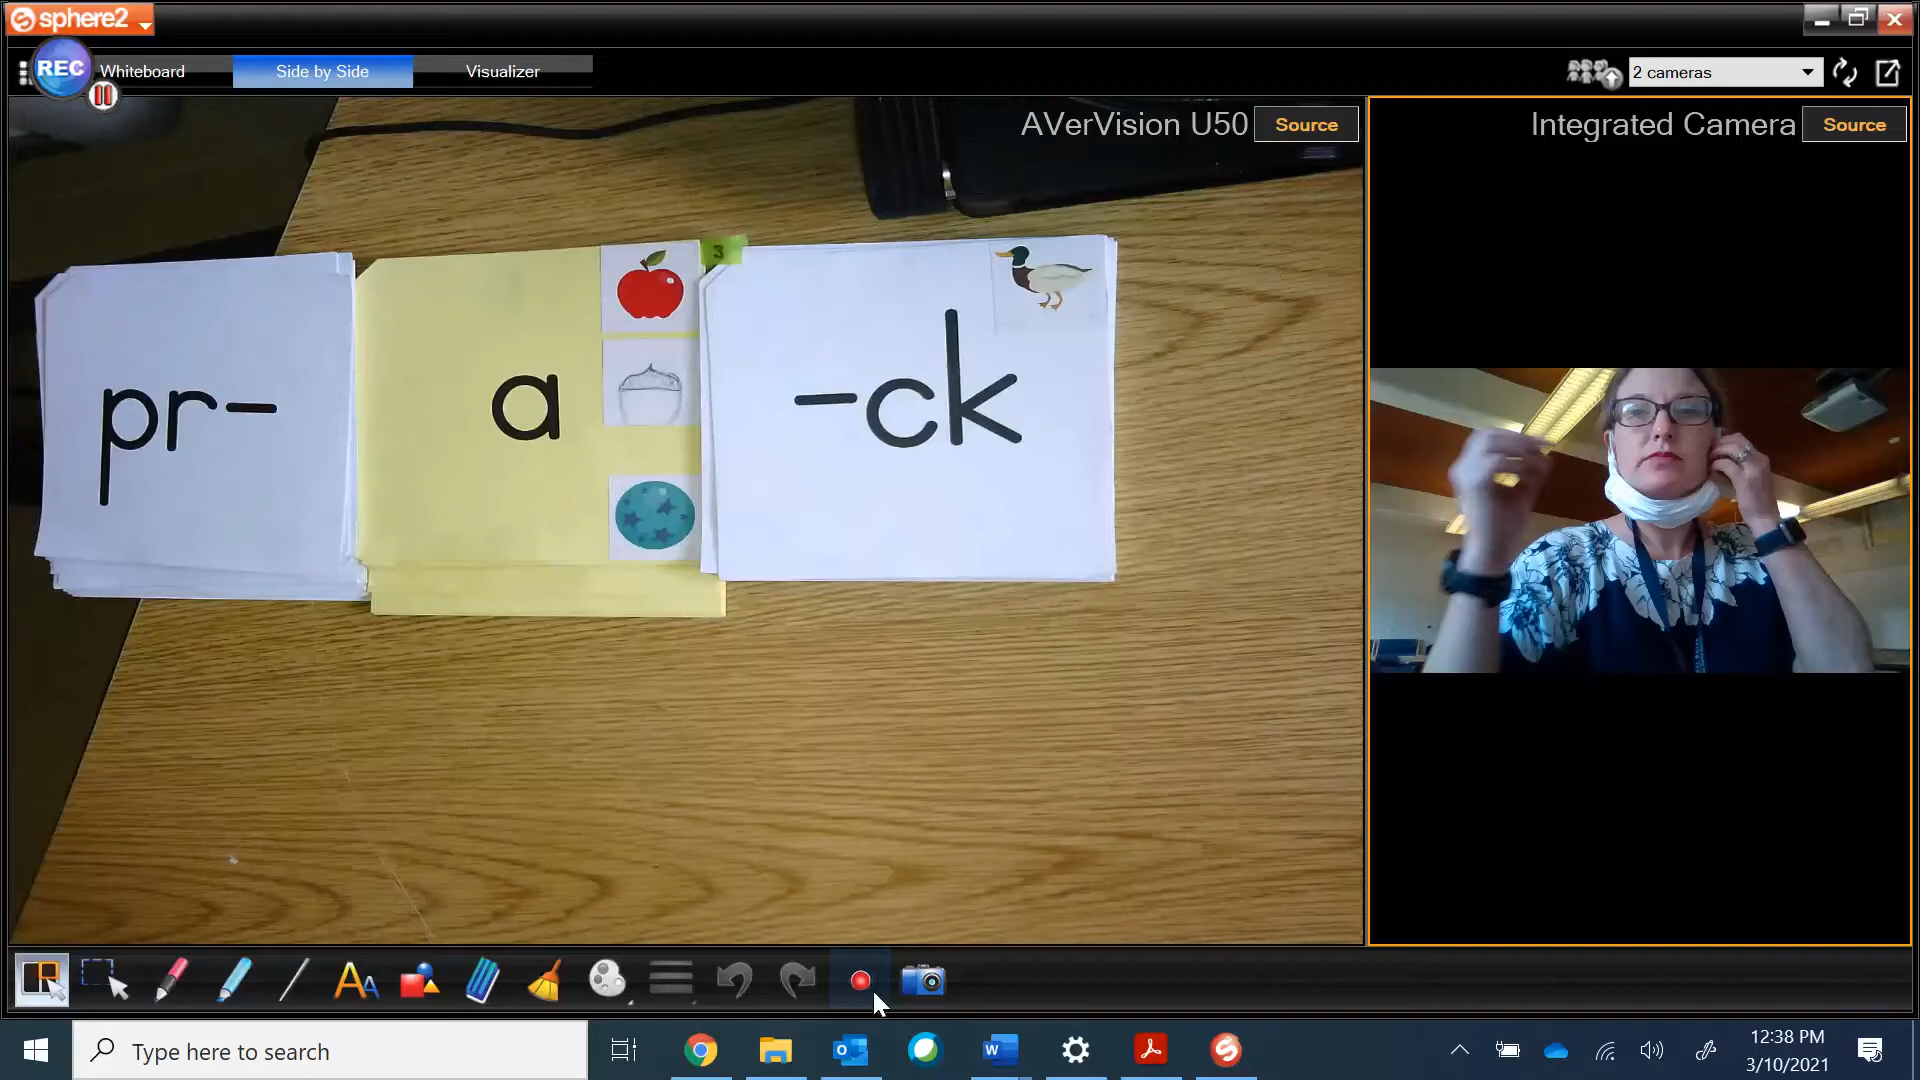 sphere2
REC
Whiteboard
Side by Side
Visualizer
2 cameras
AVerVision U50
Source
Integrated Camera
Source
3
pr-
a
-ck
Type here to search
12:38 PM
3/10/2021